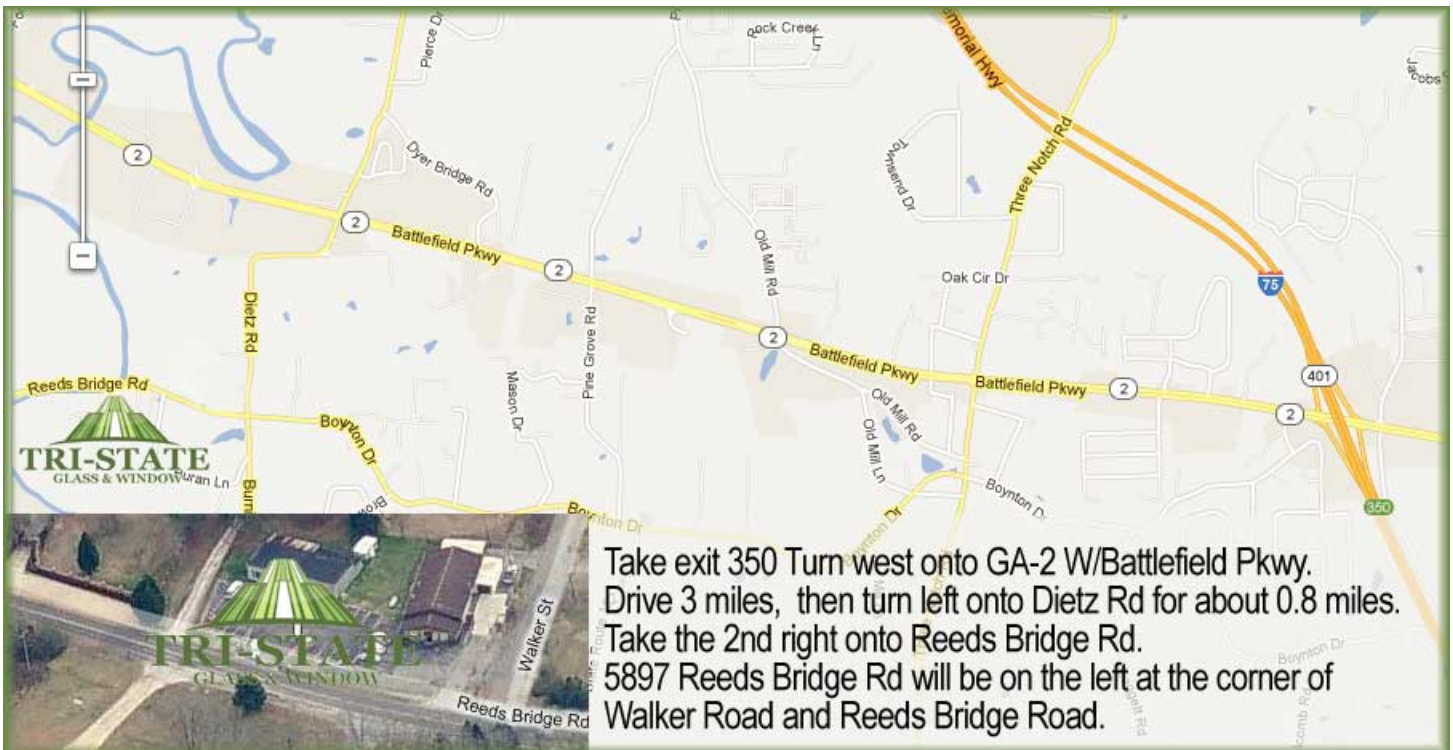 Rock Creek Ln
Pierce Dr
emorial Hwy
Jacobs
2
Dyer Bridge Rd
Townsend Dr
Three Notch Rd
2
Battlefield Pkwy
2
Old Mill Rd
Oak Cir Dr
75
Dietz Rd
Pine Grove Rd
2
Battlefield Pkwy
Battlefield Pkwy
2
401
2
Reeds Bridge Rd
Mason Dr
Boynton Dr
Old Mill Rd
Old Mill Ln
TRI-STATE
GLASS & WINDOW
uran Ln
Burn
Boynton Dr
Boynton Dr
Boynton D
350
Walker St
Reeds Bridge Rd
TRI-STATE
GLASS & WINDOW
Boynton Dr
Take exit 350 Turn west onto GA-2 W/Battlefield Pkwy.
Drive 3 miles, then turn left onto Dietz Rd for about 0.8 miles.
Take the 2nd right onto Reeds Bridge Rd.
5897 Reeds Bridge Rd will be on the left at the corner of
Walker Road and Reeds Bridge Road.